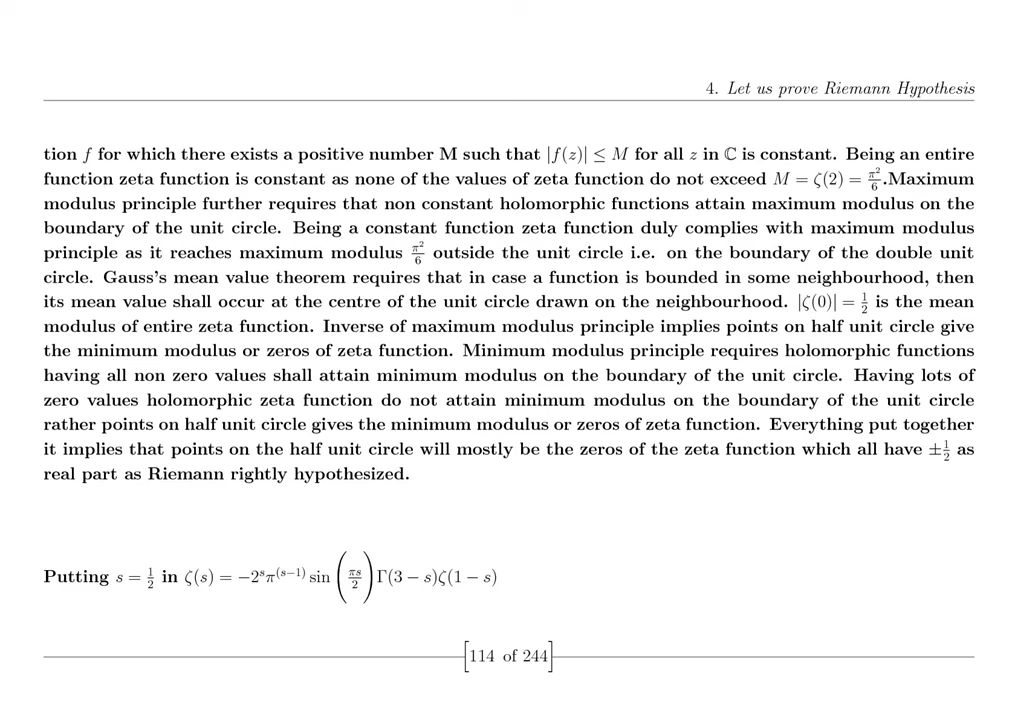 4. Let us prove Riemann Hypothesis
tion f for which there exists a positive number M such that |f(z)| ≤ M for all z in ℂ is constant. Being an entire
function zeta function is constant as none of the values of zeta function do not exceed M = ζ(2) = π²/6.Maximum
modulus principle further requires that non constant holomorphic functions attain maximum modulus on the
boundary of the unit circle. Being a constant function zeta function duly complies with maximum modulus
principle as it reaches maximum modulus π²/6 outside the unit circle i.e. on the boundary of the double unit
circle. Gauss's mean value theorem requires that in case a function is bounded in some neighbourhood, then
its mean value shall occur at the centre of the unit circle drawn on the neighbourhood. |ζ(0)| = 1/2 is the mean
modulus of entire zeta function. Inverse of maximum modulus principle implies points on half unit circle give
the minimum modulus or zeros of zeta function. Minimum modulus principle requires holomorphic functions
having all non zero values shall attain minimum modulus on the boundary of the unit circle. Having lots of
zero values holomorphic zeta function do not attain minimum modulus on the boundary of the unit circle
rather points on half unit circle gives the minimum modulus or zeros of zeta function. Everything put together
it implies that points on the half unit circle will mostly be the zeros of the zeta function which all have ±1/2 as
real part as Riemann rightly hypothesized.
Putting s = 1/2 in ζ(s) = −2^s π^(s−1) sin(πs/2)Γ(3 − s)ζ(1 − s)
[114 of 244]